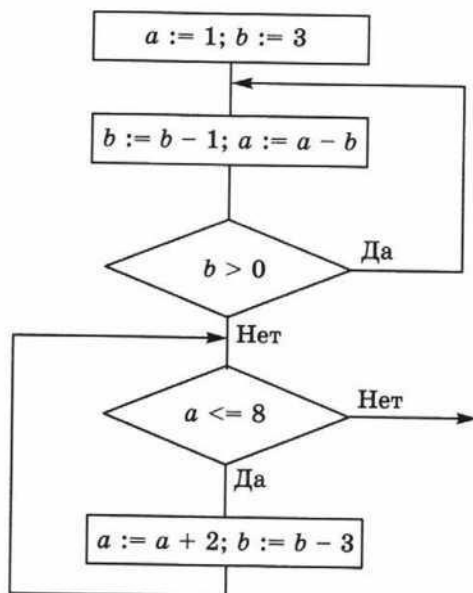 a := 1; b := 3
b := b − 1; a := a − b
b > 0
Да
Нет
a <= 8
Нет
Да
a := a + 2; b := b − 3